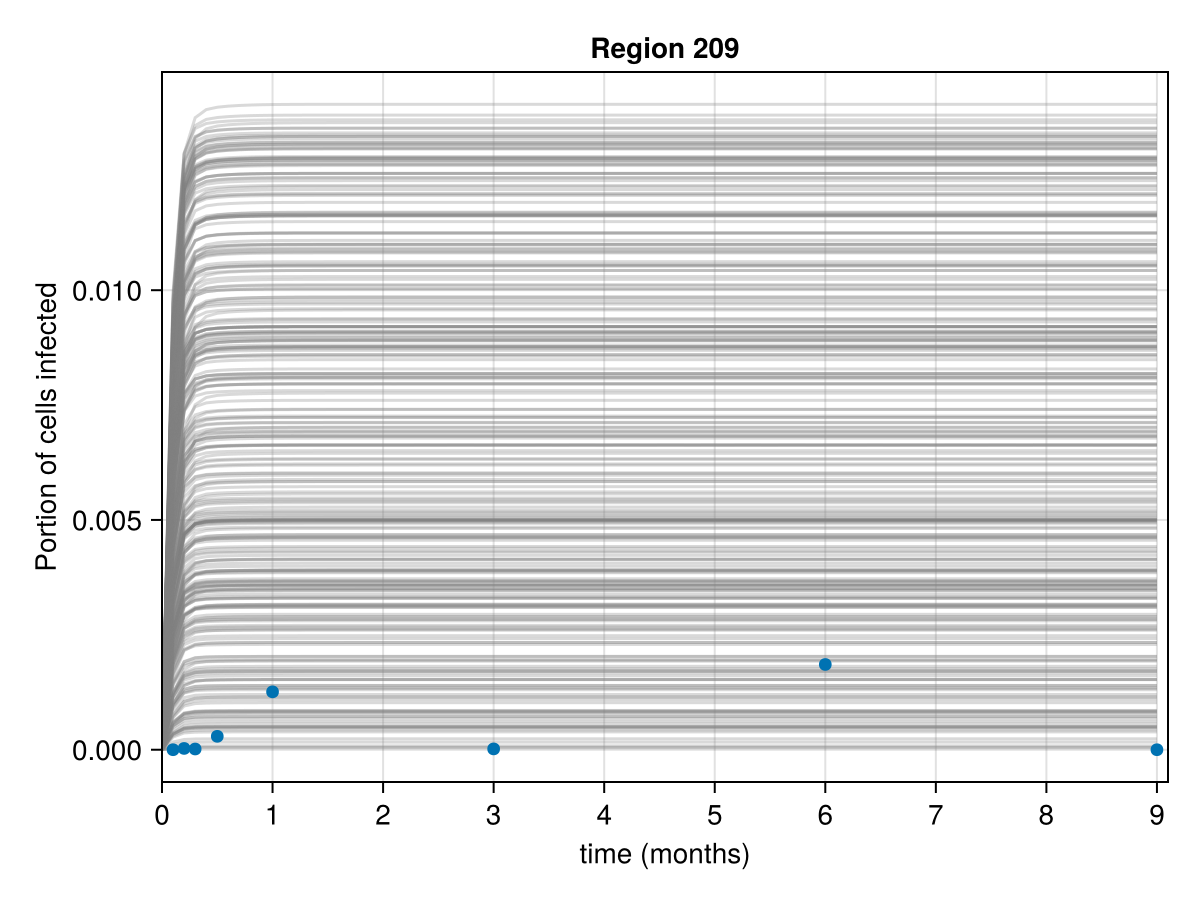 Region 209
Portion of cells infected
0.010
0.005
0.000
0 1 2 3 4 5 6 7 8 9
time (months)